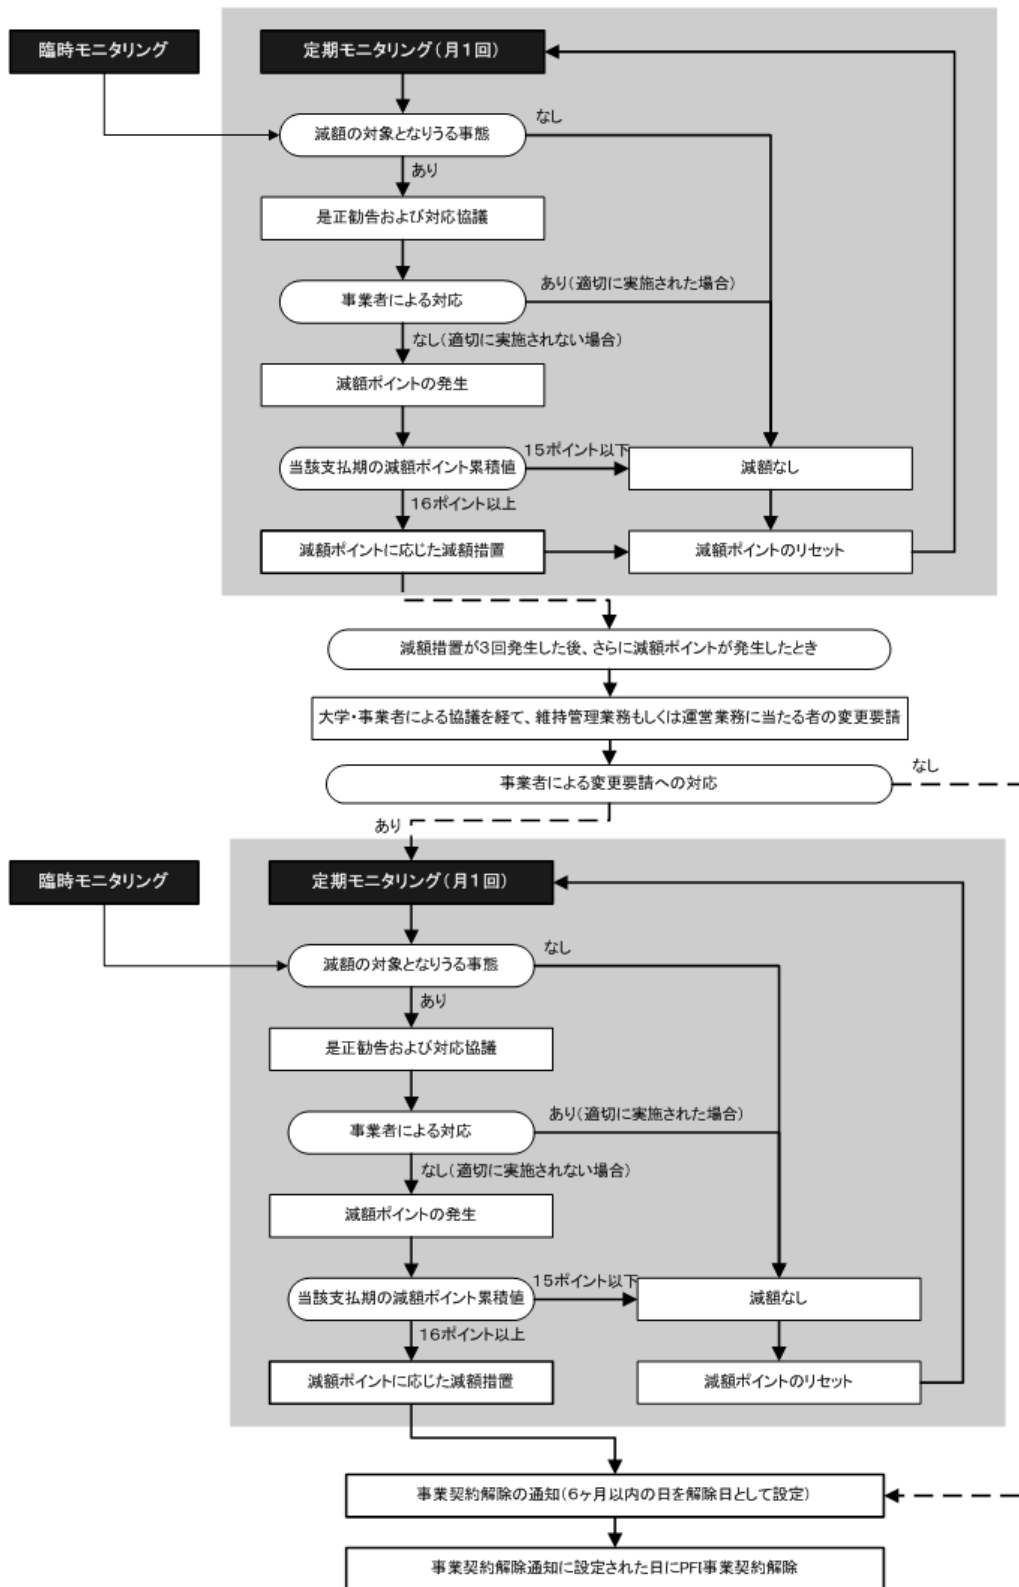 臨時モニタリング
定期モニタリング(月1回)
減額の対象となりうる事態
なし
あり
是正勧告および対応協議
事業者による対応
あり(適切に実施された場合)
なし(適切に実施されない場合)
減額ポイントの発生
当該支払期の減額ポイント累積値
15ポイント以下
減額なし
16ポイント以上
減額ポイントに応じた減額措置
減額ポイントのリセット
減額措置が3回発生した後、さらに減額ポイントが発生したとき
大学・事業者による協議を経て、維持管理業務もしくは運営業務に当たる者の変更要請
事業者による変更要請への対応
なし
あり
臨時モニタリング
定期モニタリング(月1回)
減額の対象となりうる事態
なし
あり
是正勧告および対応協議
事業者による対応
あり(適切に実施された場合)
なし(適切に実施されない場合)
減額ポイントの発生
当該支払期の減額ポイント累積値
15ポイント以下
減額なし
16ポイント以上
減額ポイントに応じた減額措置
減額ポイントのリセット
事業契約解除の通知(6ヶ月以内の日を解除日として設定)
事業契約解除通知に設定された日にPFI事業契約解除